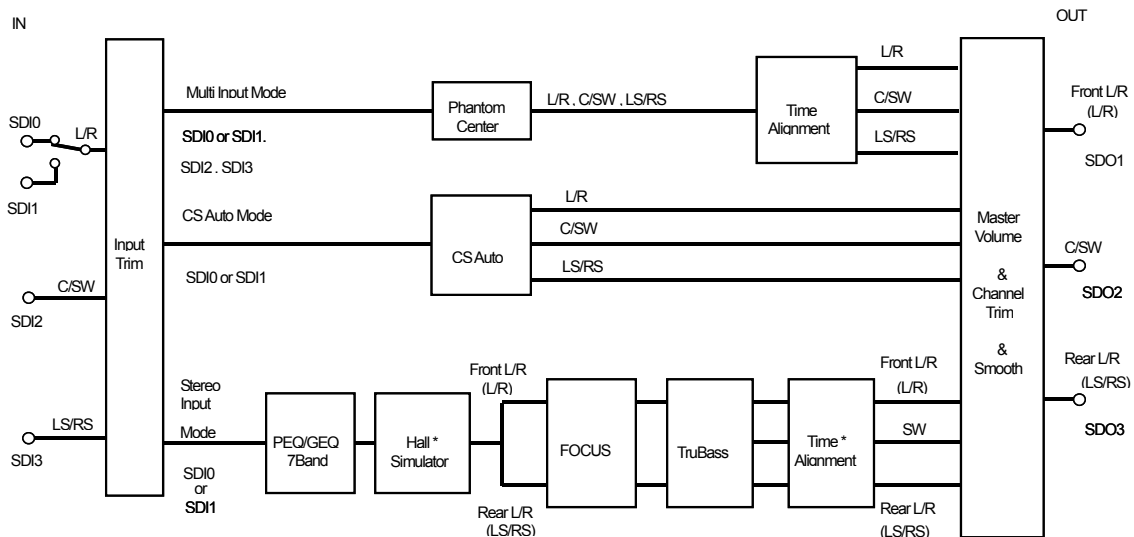 IN
OUT
SDI0
L/R
SDI1
C/SW
SDI2
LS/RS
SDI3
Input
Trim
Multi Input Mode
SDI0 or SDI1.
SDI2 . SDI3
Phantom
Center
L/R , C/SW , LS/RS
Time
Alignment
L/R
C/SW
LS/RS
CS Auto Mode
SDI0 or SDI1
CS Auto
L/R
C/SW
LS/RS
Stereo
Input
Mode
SDI0
or
SDI1
PEQ/GEQ
7Band
Hall *
Simulator
Front L/R
(L/R)
Rear L/R
(LS/RS)
FOCUS
TruBass
Time *
Alignment
Front L/R
(L/R)
SW
Rear L/R
(LS/RS)
Master
Volume
&
Channel
Trim
&
Smooth
Front L/R
(L/R)
SDO1
C/SW
SDO2
Rear L/R
(LS/RS)
SDO3